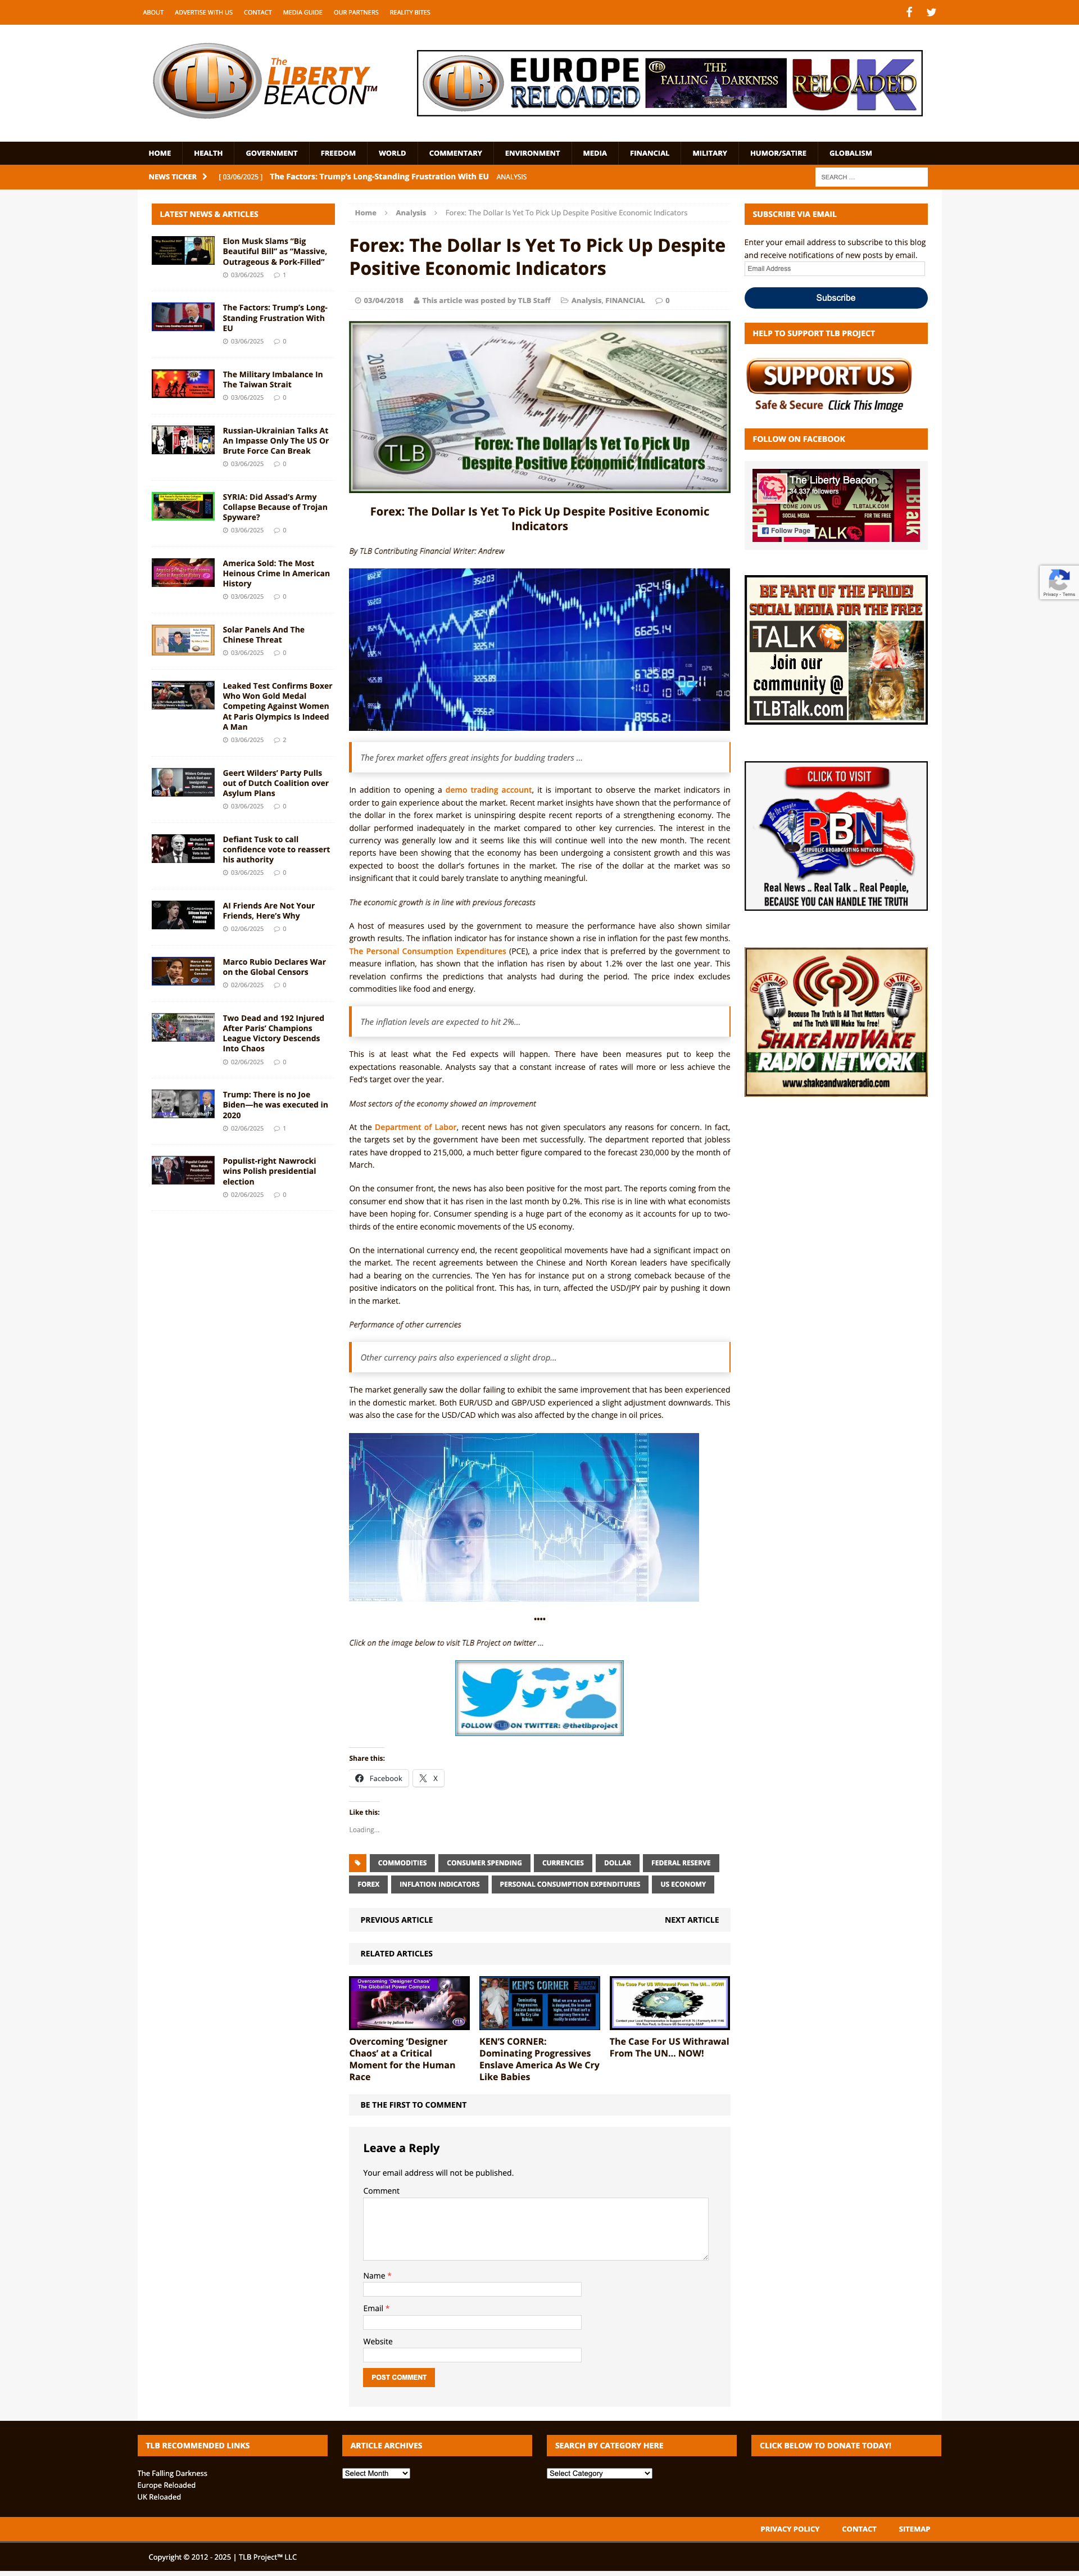 ABOUT
ADVERTISE WITH US
CONTACT
MEDIA GUIDE
OUR PARTNERS
REALITY BITES
TLB The LIBERTY BEACON™
TLB EUROPE RELOADED
THE FALLING DARKNESS
UK RELOADED
HOME
HEALTH
GOVERNMENT
FREEDOM
WORLD
COMMENTARY
ENVIRONMENT
MEDIA
FINANCIAL
MILITARY
HUMOR/SATIRE
GLOBALISM
NEWS TICKER
[ 03/06/2025 ] The Factors: Trump's Long-Standing Frustration With EU ANALYSIS
SEARCH ...
LATEST NEWS & ARTICLES
Elon Musk Slams “Big
Beautiful Bill” as “Massive,
Outrageous & Pork-Filled”
03/06/2025 1
The Factors: Trump’s Long-
Standing Frustration With
EU
03/06/2025 0
The Military Imbalance In
The Taiwan Strait
03/06/2025 0
Russian-Ukrainian Talks At
An Impasse Only The US Or
Brute Force Can Break
03/06/2025 0
SYRIA: Did Assad’s Army
Collapse Because of Trojan
Spyware?
03/06/2025 0
America Sold: The Most
Heinous Crime In American
History
03/06/2025 0
Solar Panels And The
Chinese Threat
03/06/2025 0
Leaked Test Confirms Boxer
Who Won Gold Medal
Competing Against Women
At Paris Olympics Is Indeed
A Man
03/06/2025 2
Geert Wilders’ Party Pulls
out of Dutch Coalition over
Asylum Plans
03/06/2025 0
Defiant Tusk to call
confidence vote to reassert
his authority
03/06/2025 0
AI Friends Are Not Your
Friends, Here’s Why
02/06/2025 0
Marco Rubio Declares War
on the Global Censors
02/06/2025 0
Two Dead and 192 Injured
After Paris’ Champions
League Victory Descends
Into Chaos
02/06/2025 0
Trump: There is no Joe
Biden—he was executed in
2020
02/06/2025 1
Populist-right Nawrocki
wins Polish presidential
election
02/06/2025 0
Home > Analysis > Forex: The Dollar Is Yet To Pick Up Despite Positive Economic Indicators
Forex: The Dollar Is Yet To Pick Up Despite
Positive Economic Indicators
03/04/2018 This article was posted by TLB Staff Analysis, FINANCIAL 0
TLB
Forex: The Dollar Is Yet To Pick Up
Despite Positive Economic Indicators
Forex: The Dollar Is Yet To Pick Up Despite Positive Economic
Indicators
By TLB Contributing Financial Writer: Andrew
The forex market offers great insights for budding traders ...
In addition to opening a demo trading account, it is important to observe the market indicators in
order to gain experience about the market. Recent market insights have shown that the performance of
the dollar in the forex market is uninspiring despite recent reports of a strengthening economy. The
dollar performed inadequately in the market compared to other key currencies. The interest in the
currency was generally low and it seems like this will continue well into the new month. The recent
reports have been showing that the economy has been undergoing a consistent growth and this was
expected to boost the dollar’s fortunes in the market. The rise of the dollar at the market was so
insignificant that it could barely translate to anything meaningful.
The economic growth is in line with previous forecasts
A host of measures used by the government to measure the performance have also shown similar
growth results. The inflation indicator has for instance shown a rise in inflation for the past few months.
The Personal Consumption Expenditures (PCE), a price index that is preferred by the government to
measure inflation, has shown that the inflation has risen by about 1.2% over the last one year. This
revelation confirms the predictions that analysts had during the period. The price index excludes
commodities like food and energy.
The inflation levels are expected to hit 2%...
This is at least what the Fed expects will happen. There have been measures put to keep the
expectations reasonable. Analysts say that a constant increase of rates will more or less achieve the
Fed’s target over the year.
Most sectors of the economy showed an improvement
At the Department of Labor, recent news has not given speculators any reasons for concern. In fact,
the targets set by the government have been met successfully. The department reported that jobless
rates have dropped to 215,000, a much better figure compared to the forecast 230,000 by the month of
March.
On the consumer front, the news has also been positive for the most part. The reports coming from the
consumer end show that it has risen in the last month by 0.2%. This rise is in line with what economists
have been hoping for. Consumer spending is a huge part of the economy as it accounts for up to two-
thirds of the entire economic movements of the US economy.
On the international currency end, the recent geopolitical movements have had a significant impact on
the market. The recent agreements between the Chinese and North Korean leaders have specifically
had a bearing on the currencies. The Yen has for instance put on a strong comeback because of the
positive indicators on the political front. This has, in turn, affected the USD/JPY pair by pushing it down
in the market.
Performance of other currencies
Other currency pairs also experienced a slight drop...
The market generally saw the dollar failing to exhibit the same improvement that has been experienced
in the domestic market. Both EUR/USD and GBP/USD experienced a slight adjustment downwards. This
was also the case for the USD/CAD which was also affected by the change in oil prices.
••••
Click on the image below to visit TLB Project on twitter ...
FOLLOW TLB ON TWITTER: @thetlbproject
Share this:
Facebook
X
Like this:
Loading...
COMMODITIES
CONSUMER SPENDING
CURRENCIES
DOLLAR
FEDERAL RESERVE
FOREX
INFLATION INDICATORS
PERSONAL CONSUMPTION EXPENDITURES
US ECONOMY
PREVIOUS ARTICLE
NEXT ARTICLE
RELATED ARTICLES
Overcoming ‘Designer
Chaos’ at a Critical
Moment for the Human
Race
KEN’S CORNER:
Dominating Progressives
Enslave America As We Cry
Like Babies
The Case For US Withrawal
From The UN… NOW!
BE THE FIRST TO COMMENT
Leave a Reply
Your email address will not be published.
Comment
Name *
Email *
Website
POST COMMENT
SUBSCRIBE VIA EMAIL
Enter your email address to subscribe to this blog
and receive notifications of new posts by email.
Email Address
Subscribe
HELP TO SUPPORT TLB PROJECT
SUPPORT US
Safe & Secure Click This Image
FOLLOW ON FACEBOOK
The Liberty Beacon
34,337 followers
Follow Page
BE PART OF THE PRIDE!
SOCIAL MEDIA FOR THE FREE
TALK
Join our
community @
TLBTalk.com
CLICK TO VISIT
RBN
REPUBLIC BROADCASTING NETWORK
Real News .. Real Talk .. Real People,
BECAUSE YOU CAN HANDLE THE TRUTH
ON THE AIR
ON THE AIR
Because The Truth Is All That Matters
and The Truth Will Make You Free!
SHAKEANDWAKE
RADIO NETWORK
www.shakeandwakeradio.com
Privacy - Terms
TLB RECOMMENDED LINKS
The Falling Darkness
Europe Reloaded
UK Reloaded
ARTICLE ARCHIVES
Select Month
SEARCH BY CATEGORY HERE
Select Category
CLICK BELOW TO DONATE TODAY!
PRIVACY POLICY
CONTACT
SITEMAP
Copyright © 2012 - 2025 | TLB Project™ LLC